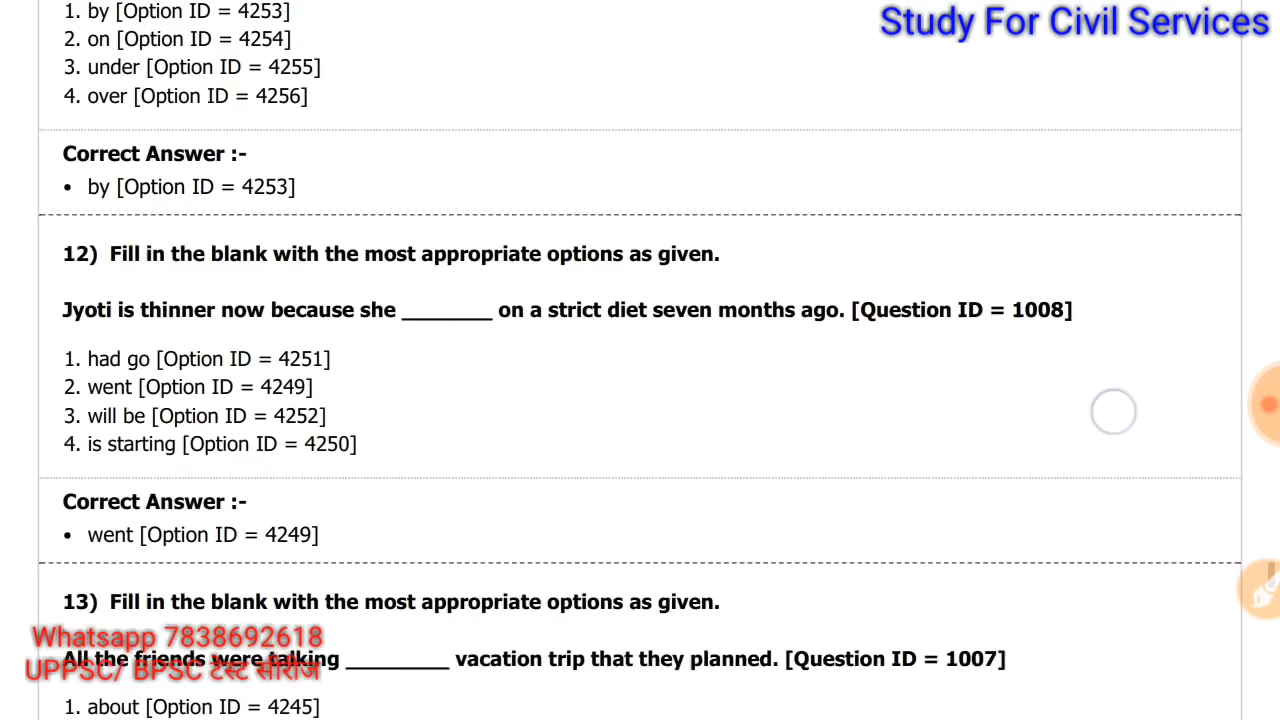 1. by [Option ID = 4253]
Study For Civil Services
2. on [Option ID = 4254]
3. under [Option ID = 4255]
4. over [Option ID = 4256]
Correct Answer :-
• by [Option ID = 4253]
12) Fill in the blank with the most appropriate options as given.
Jyoti is thinner now because she ________ on a strict diet seven months ago. [Question ID = 1008]
1. had go [Option ID = 4251]
2. went [Option ID = 4249]
3. will be [Option ID = 4252]
4. is starting [Option ID = 4250]
Correct Answer :-
• went [Option ID = 4249]
13) Fill in the blank with the most appropriate options as given.
Whatsapp 7838692618
All the friends were talking _________ vacation trip that they planned. [Question ID = 1007]
UPPSC/ BPSC टेस्ट सीरीज
1. about [Option ID = 4245]